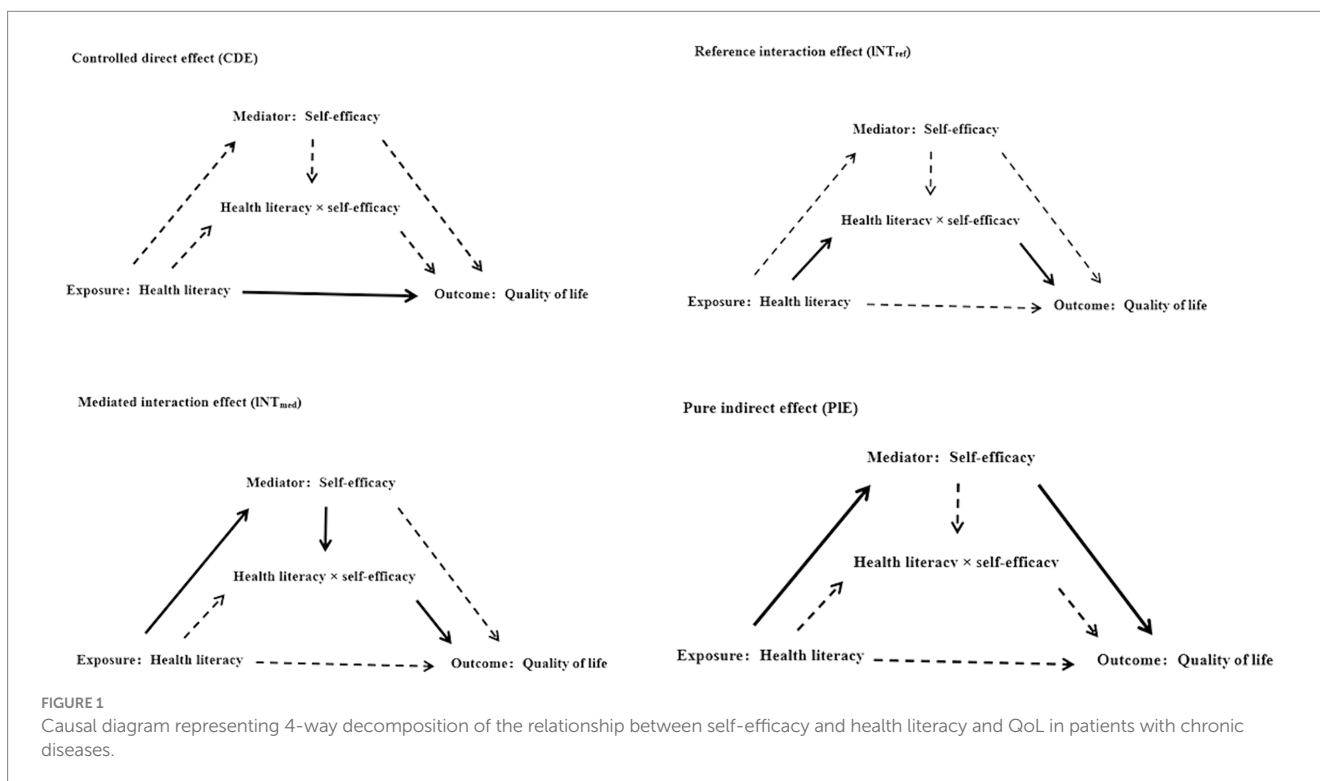 Controlled direct effect (CDE)
Mediator: Self-efficacy
Health literacy × self-efficacy
Exposure: Health literacy
Outcome: Quality of life
Reference interaction effect (INTref)
Mediator: Self-efficacy
Health literacy × self-efficacy
Exposure: Health literacy
Outcome: Quality of life
Mediated interaction effect (INTmed)
Mediator: Self-efficacy
Health literacy × self-efficacy
Exposure: Health literacy
Outcome: Quality of life
Pure indirect effect (PIE)
Mediator: Self-efficacy
Health literacy × self-efficacy
Exposure: Health literacy
Outcome: Quality of life
FIGURE 1
Causal diagram representing 4-way decomposition of the relationship between self-efficacy and health literacy and QoL in patients with chronic
diseases.